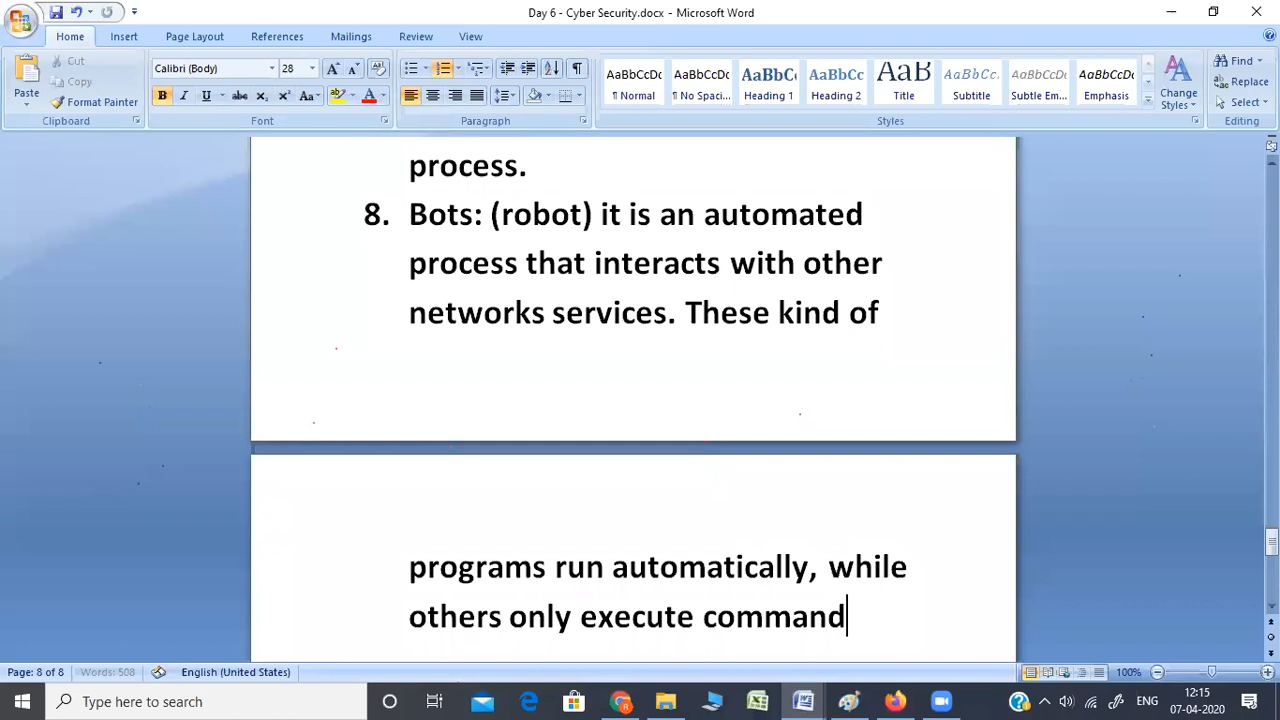 Day 6 - Cyber Security.docx - Microsoft Word
Home Insert Page Layout References Mailings Review View
Paste
Cut
Copy
Format Painter
Clipboard
Calibri (Body) 28
Font
Paragraph
AaBbCcDc AaBbCcDc AaBbCc AaBbCc AaB AaBbCc. AaBbCcDc AaBbCcDc
¶ Normal ¶ No Spaci... Heading 1 Heading 2 Title Subtitle Subtle Em... Emphasis
Styles
Change
Styles
Find
Replace
Select
Editing
process.
8. Bots: (robot) it is an automated
process that interacts with other
networks services. These kind of
programs run automatically, while
others only execute command
Page: 8 of 8 Words: 508 English (United States) 100%
Type here to search
ENG
12:15
07-04-2020